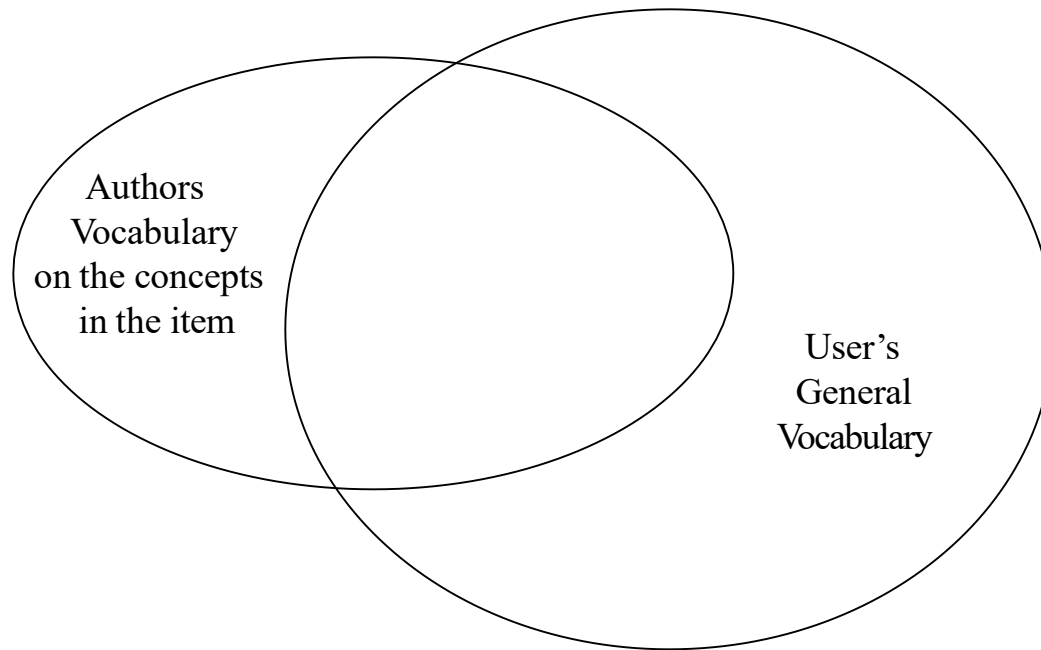 Authors
Vocabulary
on the concepts
in the item
User’s
General
Vocabulary